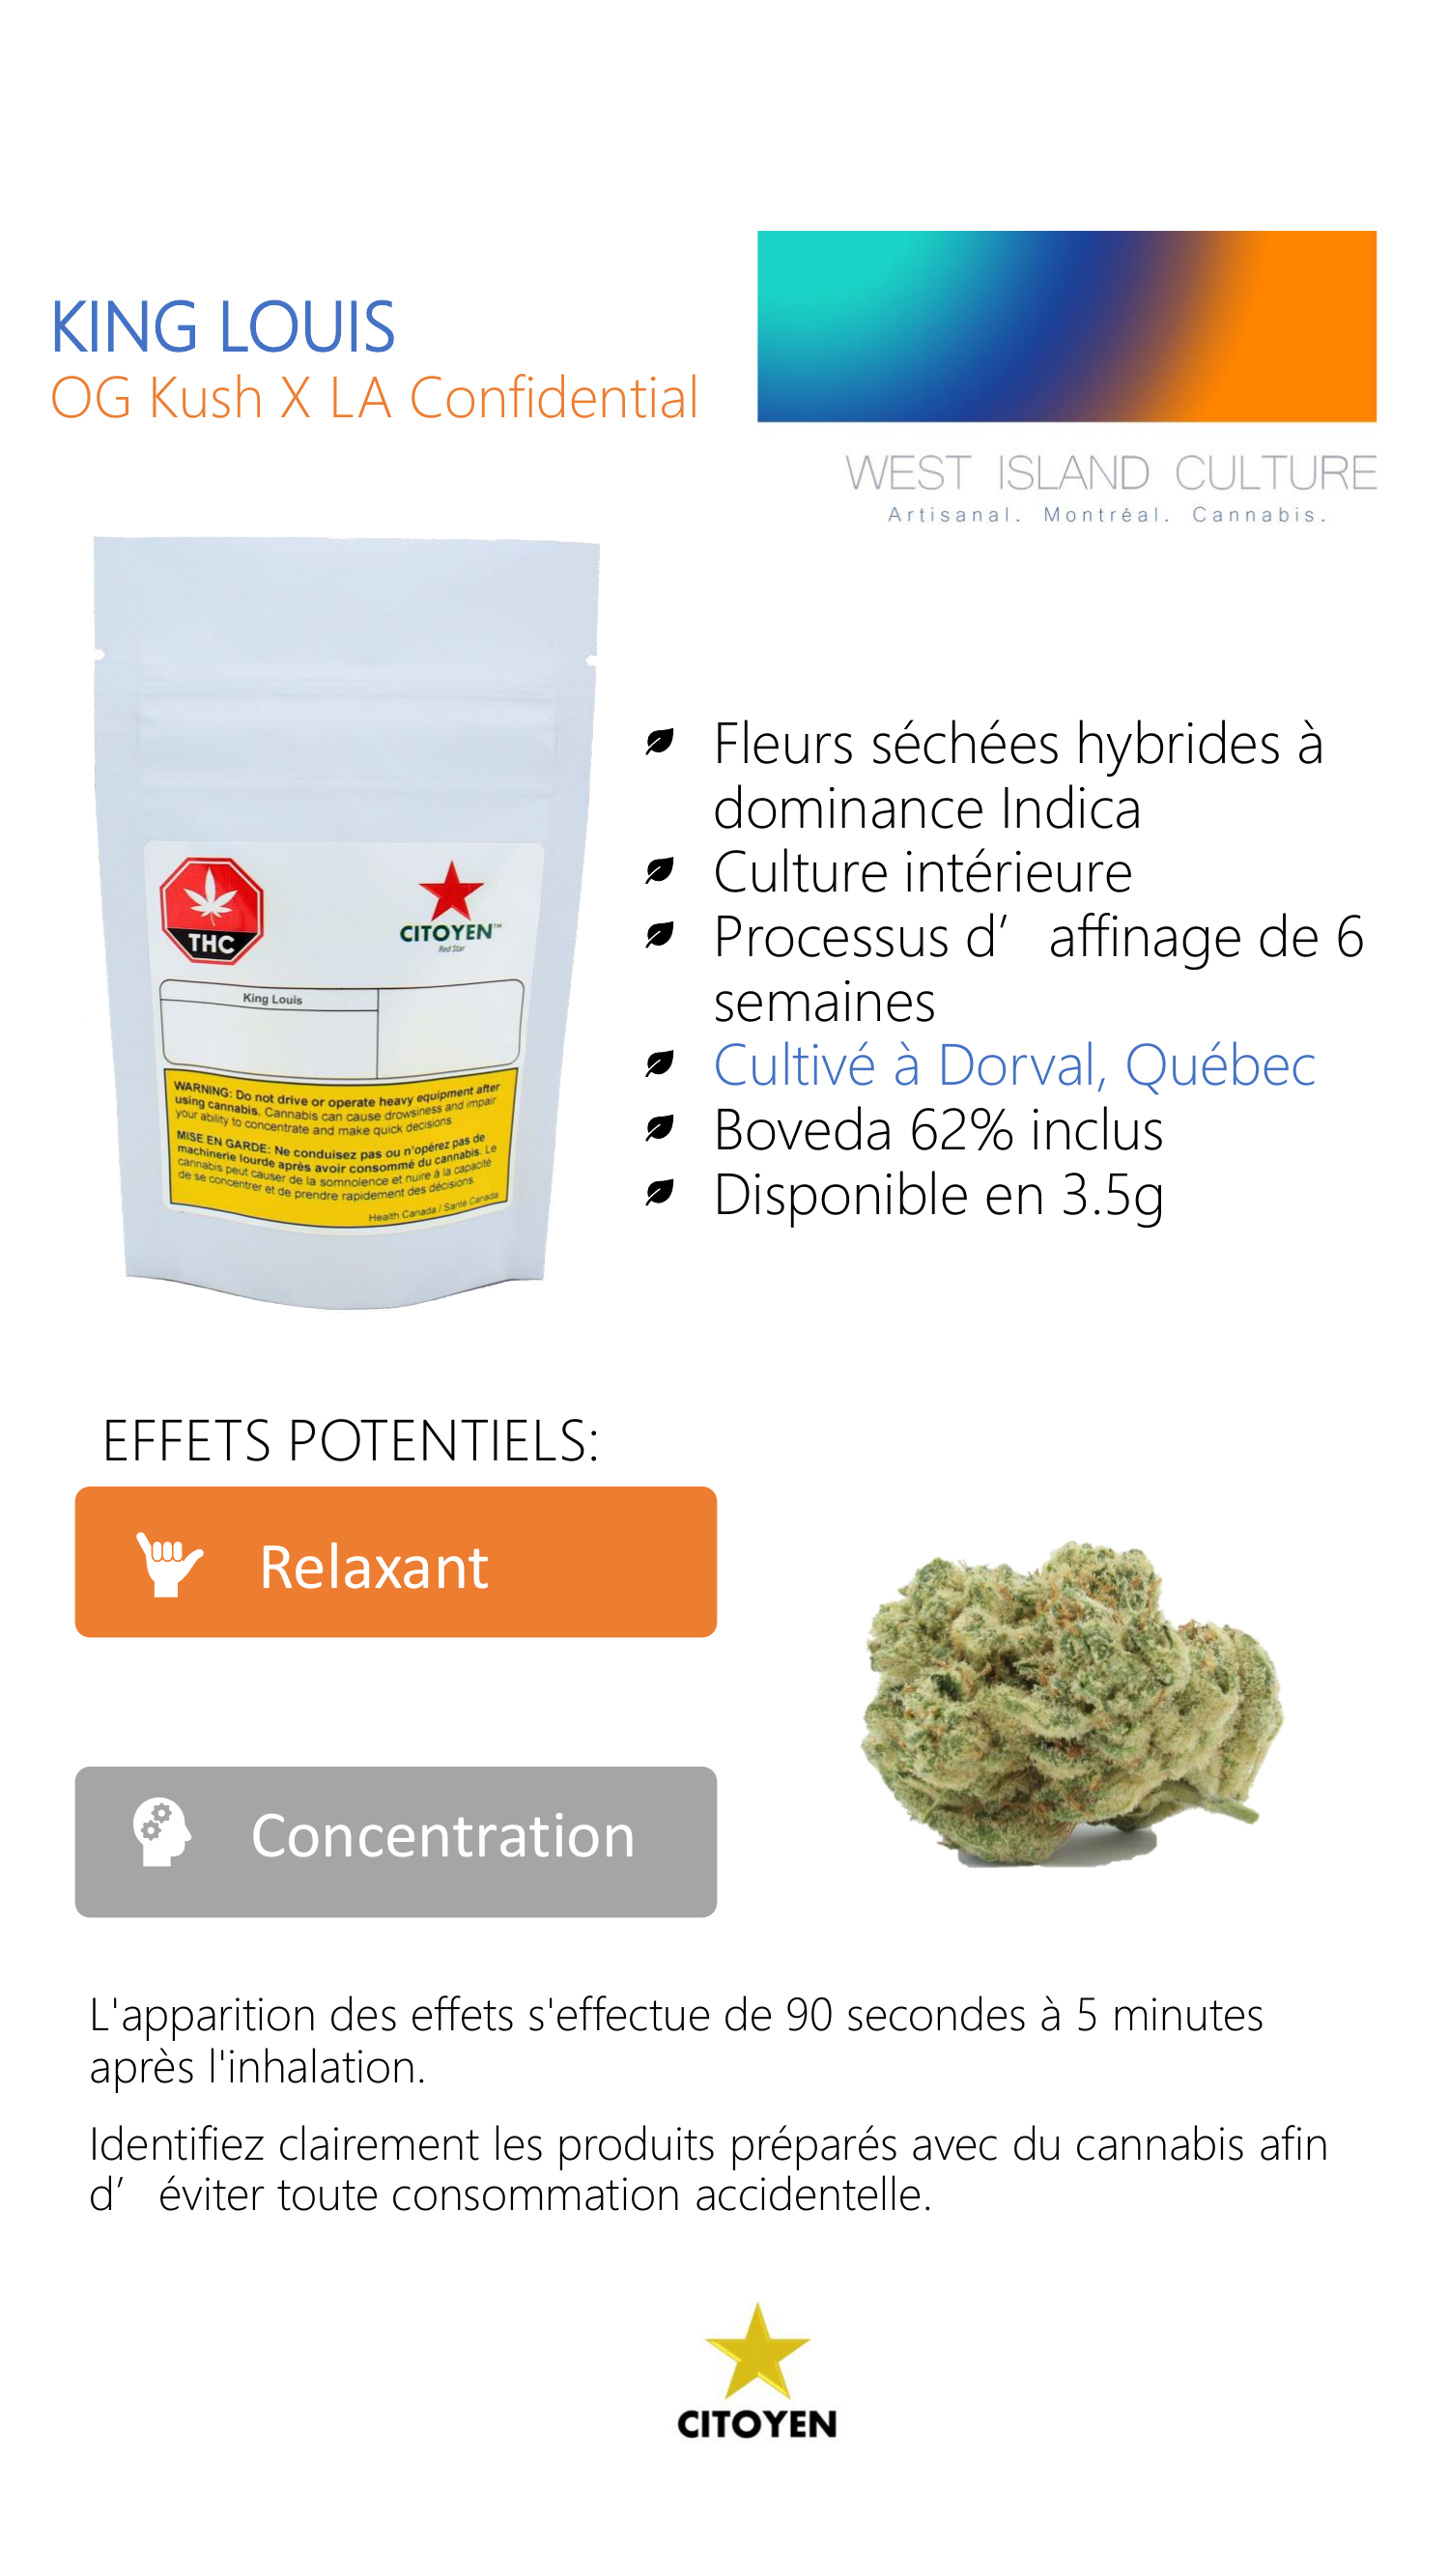 KING LOUIS
OG Kush X LA Confidential
WEST ISLAND CULTURE
Artisanal. Montréal. Cannabis.
THC
CITOYEN™
Red Star
King Louis
WARNING: Do not drive or operate heavy equipment after
using cannabis. Cannabis can cause drowsiness and impair
your ability to concentrate and make quick decisions.
MISE EN GARDE: Ne conduisez pas ou n'opérez pas de
machinerie lourde après avoir consommé du cannabis. Le
cannabis peut causer de la somnolence et nuire à la capacité
de se concentrer et de prendre rapidement des décisions.
Health Canada / Santé Canada
Fleurs séchées hybrides à
dominance Indica
Culture intérieure
Processus d’ affinage de 6
semaines
Cultivé à Dorval, Québec
Boveda 62% inclus
Disponible en 3.5g
EFFETS POTENTIELS:
Relaxant
Concentration
L'apparition des effets s'effectue de 90 secondes à 5 minutes
après l'inhalation.
Identifiez clairement les produits préparés avec du cannabis afin
d’ éviter toute consommation accidentelle.
CITOYEN